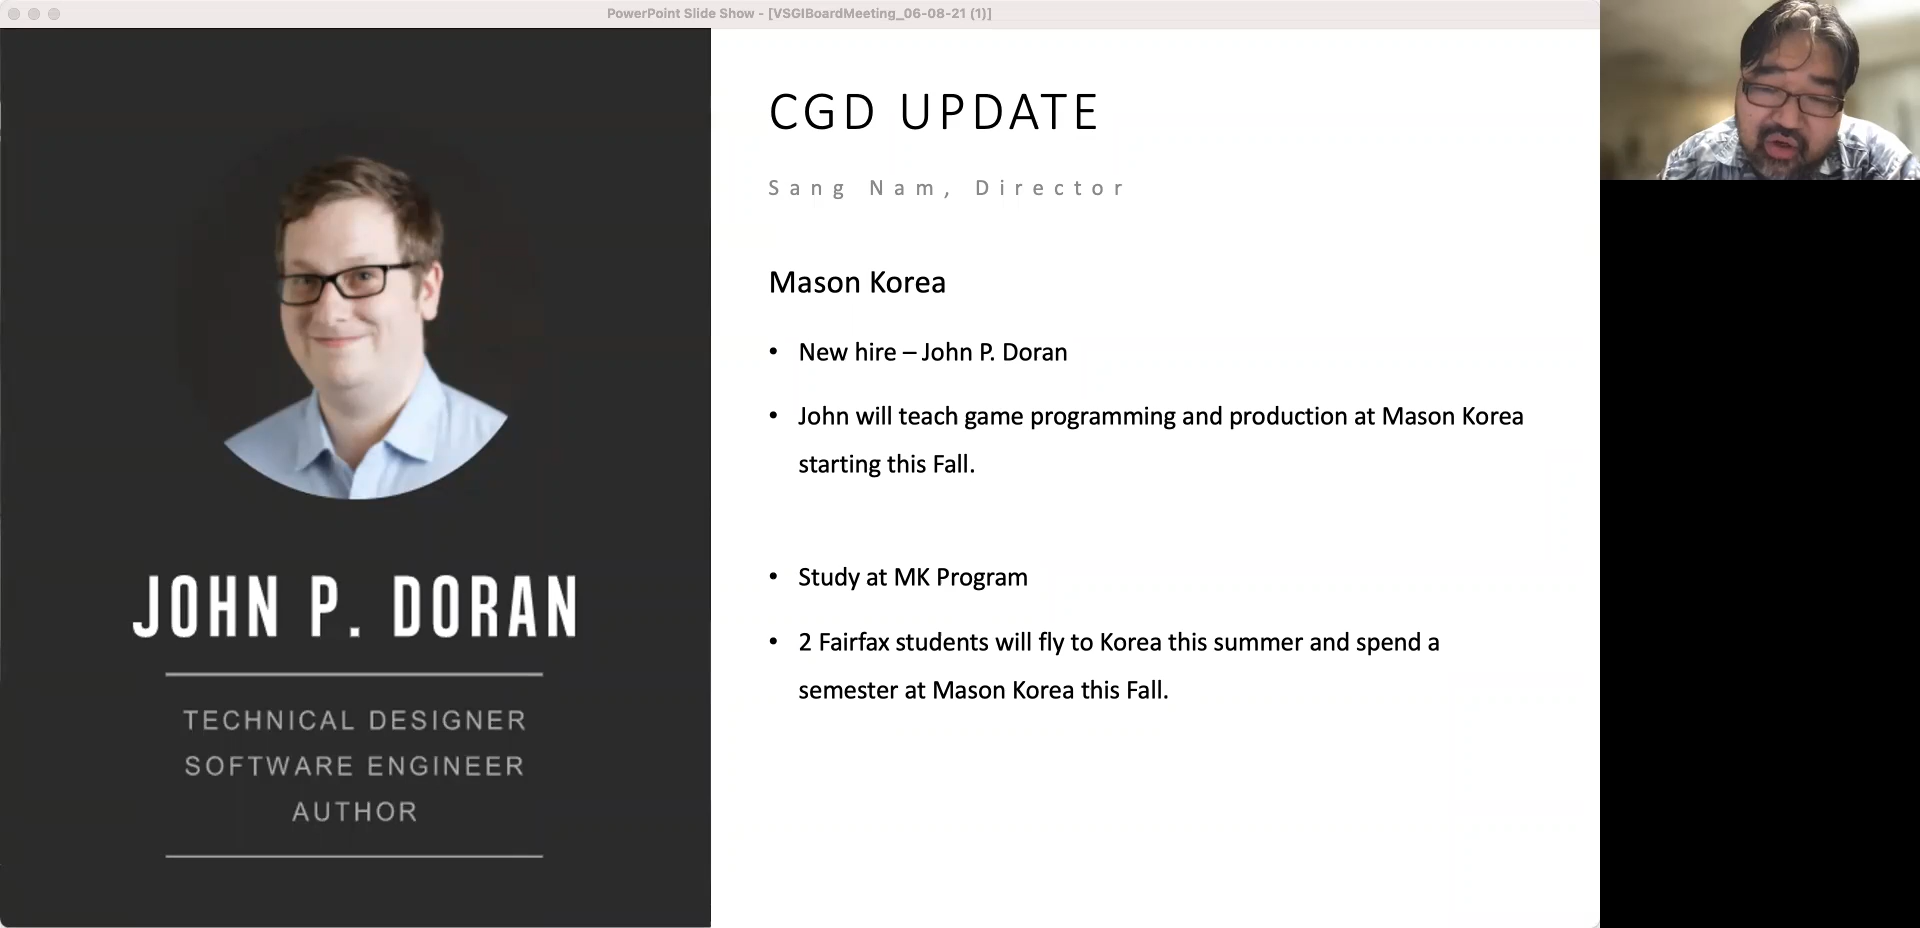 PowerPoint Slide Show - [VSGIBoardMeeting_06-08-21 (1)]
JOHN P. DORAN
TECHNICAL DESIGNER
SOFTWARE ENGINEER
AUTHOR
CGD UPDATE
Sang Nam, Director
Mason Korea
• New hire – John P. Doran
• John will teach game programming and production at Mason Korea
starting this Fall.
• Study at MK Program
• 2 Fairfax students will fly to Korea this summer and spend a
semester at Mason Korea this Fall.